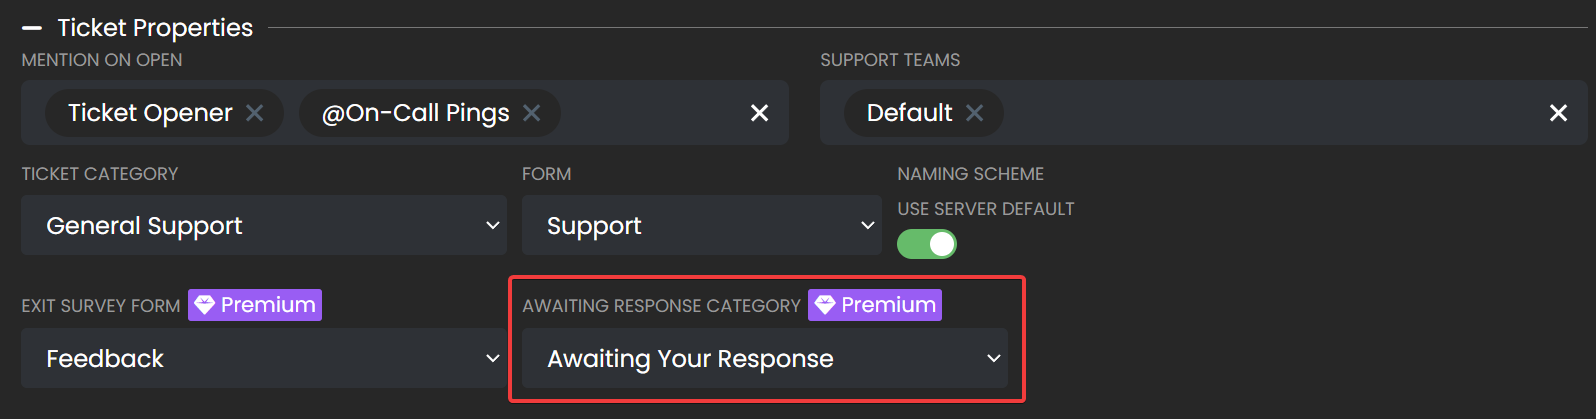 Ticket Properties
MENTION ON OPEN
SUPPORT TEAMS
Ticket Opener
@On-Call Pings
Default
TICKET CATEGORY
FORM
NAMING SCHEME
General Support
Support
USE SERVER DEFAULT
EXIT SURVEY FORM Premium
AWAITING RESPONSE CATEGORY Premium
Feedback
Awaiting Your Response